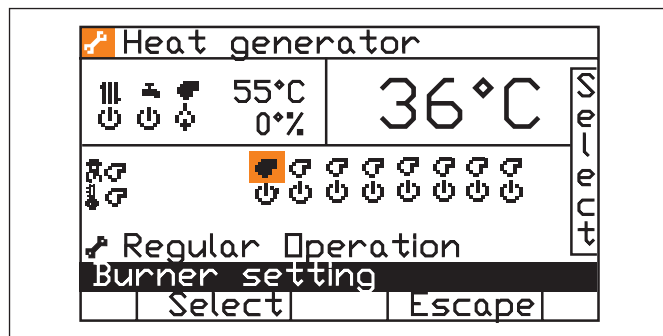 Heat generator
55°C
0°%
36°C
Select
Regular Operation
Burner setting
Select Escape